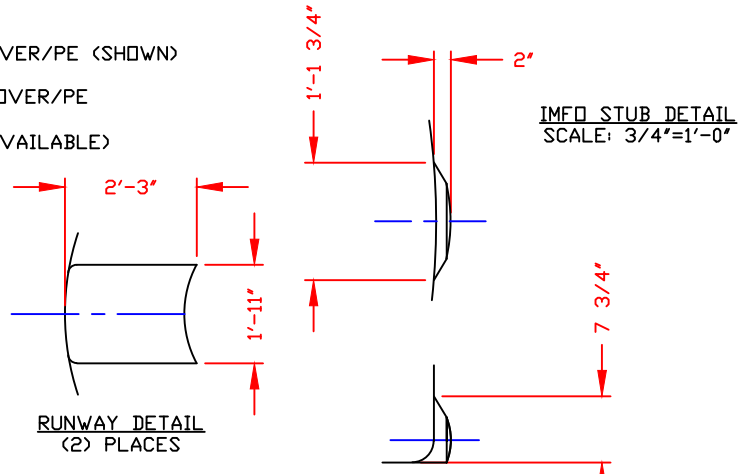 VER/PE (SHOWN)
OVER/PE
VAILABLE)
1'-1 3/4"
2"
IMFO STUB DETAIL
SCALE: 3/4"=1'-0"
2'-3"
1'-11"
7 3/4"
RUNWAY DETAIL
(2) PLACES